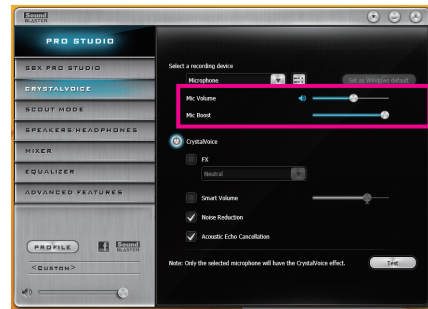 Sound
BLASTER
PRO STUDIO
SBX PRO STUDIO
CRYSTALVOICE
SCOUT MODE
SPEAKERS/HEADPHONES
MIXER
EQUALIZER
ADVANCED FEATURES
PROFILE
f
Sound
BLASTER
<CUSTOM>
Select a recording device
Microphone
Set as Windows default
Mic Volume
Mic Boost
CrystalVoice
FX
Neutral
Smart Volume
Noise Reduction
Acoustic Echo Cancellation
Note: Only the selected microphone will have the CrystalVoice effect.
Test